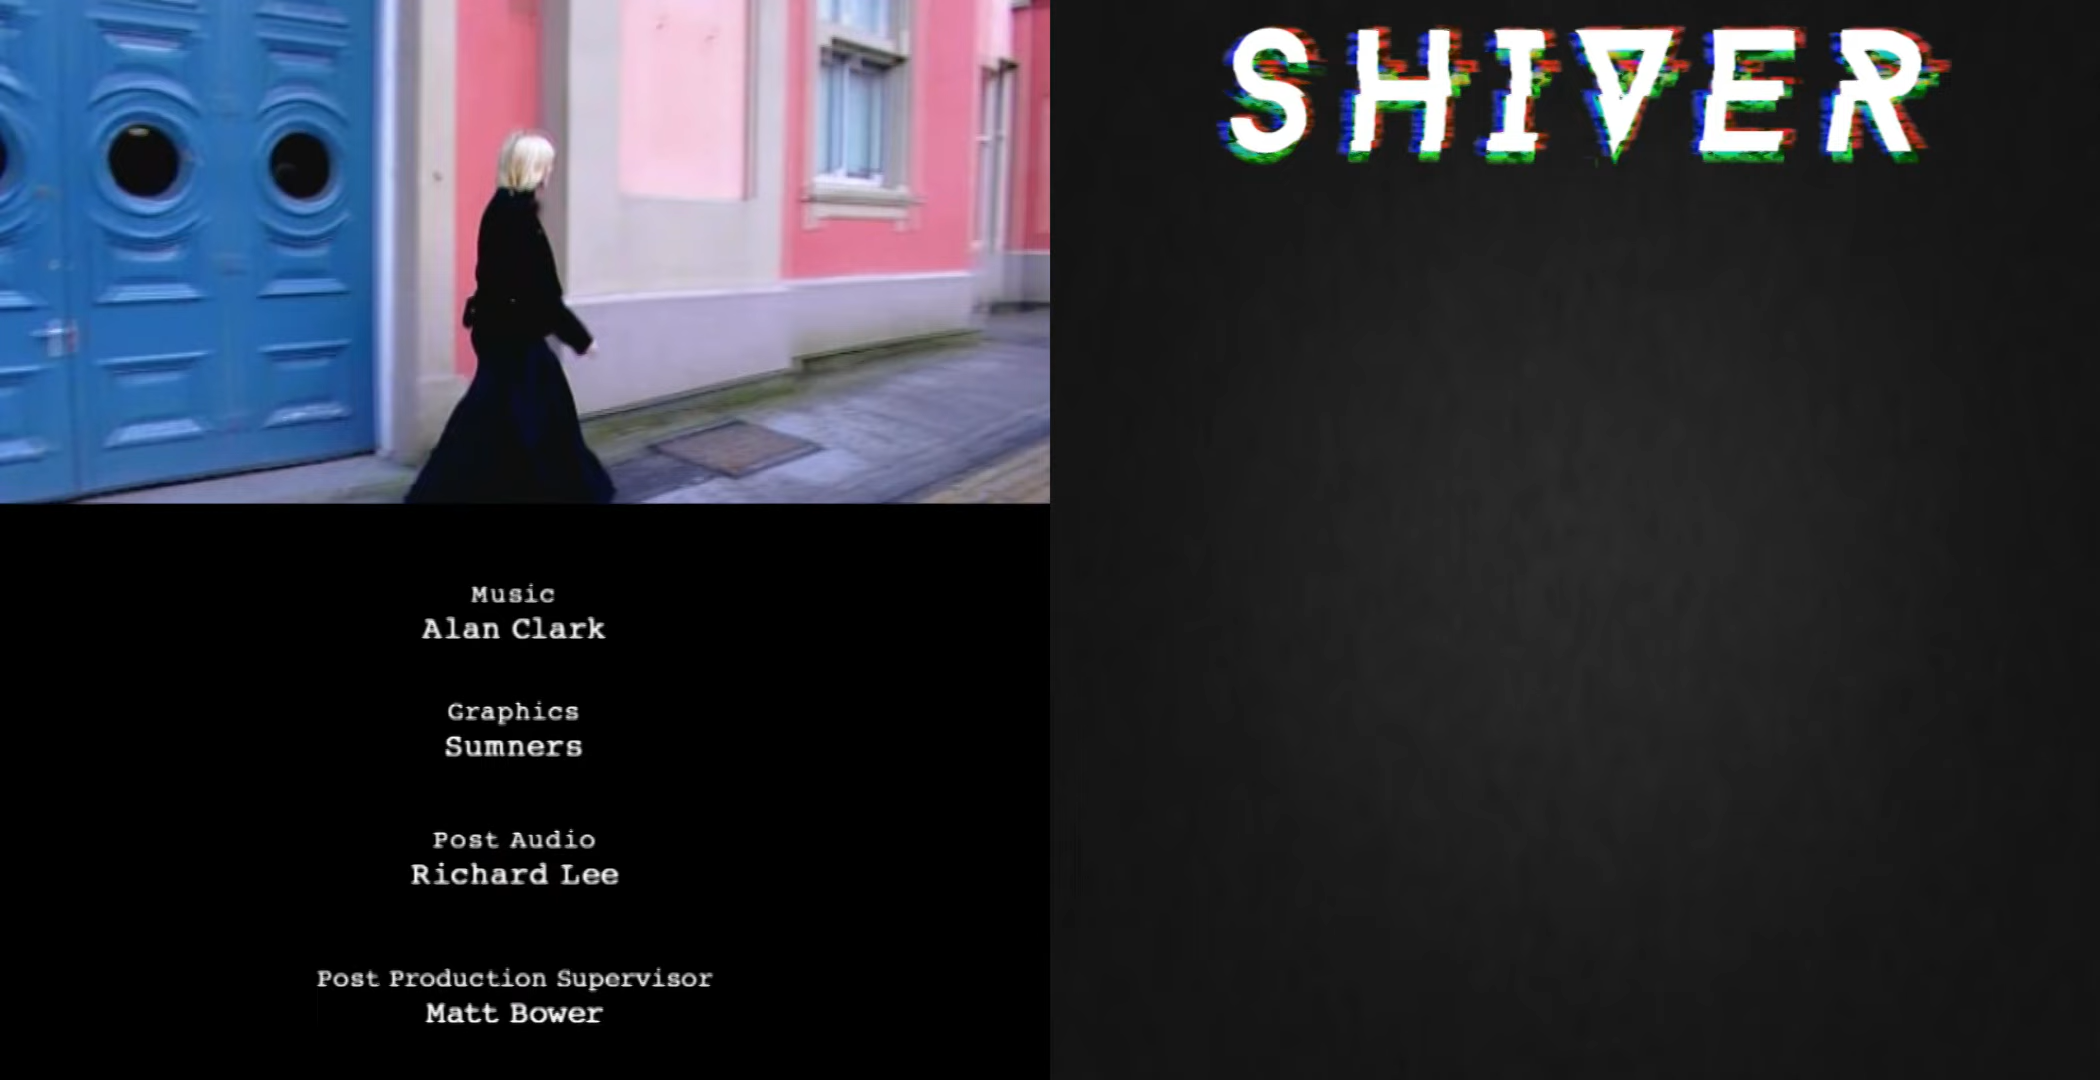 SHIVER
Music
Alan Clark
Graphics
Sumners
Post Audio
Richard Lee
Post Production Supervisor
Matt Bower